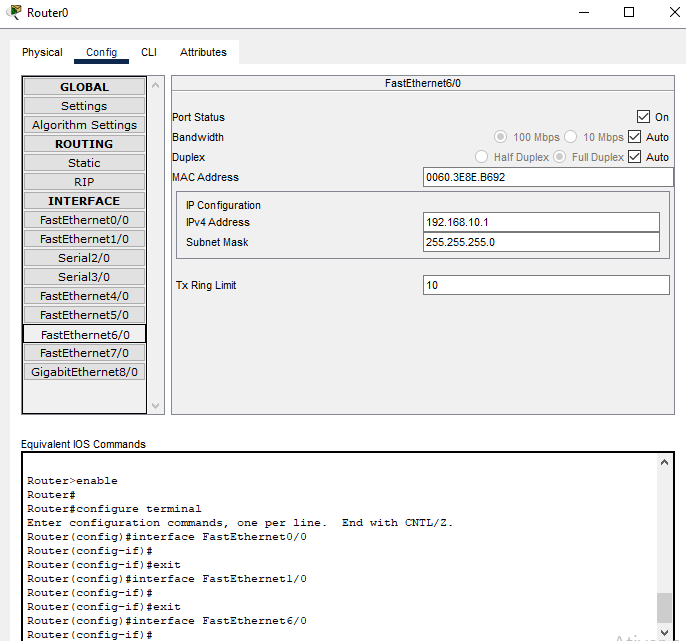 Router0
Physical Config CLI Attributes
GLOBAL
Settings
Algorithm Settings
ROUTING
Static
RIP
INTERFACE
FastEthernet0/0
FastEthernet1/0
Serial2/0
Serial3/0
FastEthernet4/0
FastEthernet5/0
FastEthernet6/0
FastEthernet7/0
GigabitEthernet8/0
FastEthernet6/0
Port Status On
Bandwidth 100 Mbps 10 Mbps Auto
Duplex Half Duplex Full Duplex Auto
MAC Address 0060.3E8E.B692
IP Configuration
IPv4 Address 192.168.10.1
Subnet Mask 255.255.255.0
Tx Ring Limit 10
Equivalent IOS Commands
Router>enable
Router#
Router#configure terminal
Enter configuration commands, one per line. End with CNTL/Z.
Router(config)#interface FastEthernet0/0
Router(config-if)#
Router(config-if)#exit
Router(config)#interface FastEthernet1/0
Router(config-if)#
Router(config-if)#exit
Router(config)#interface FastEthernet6/0
Router(config-if)#